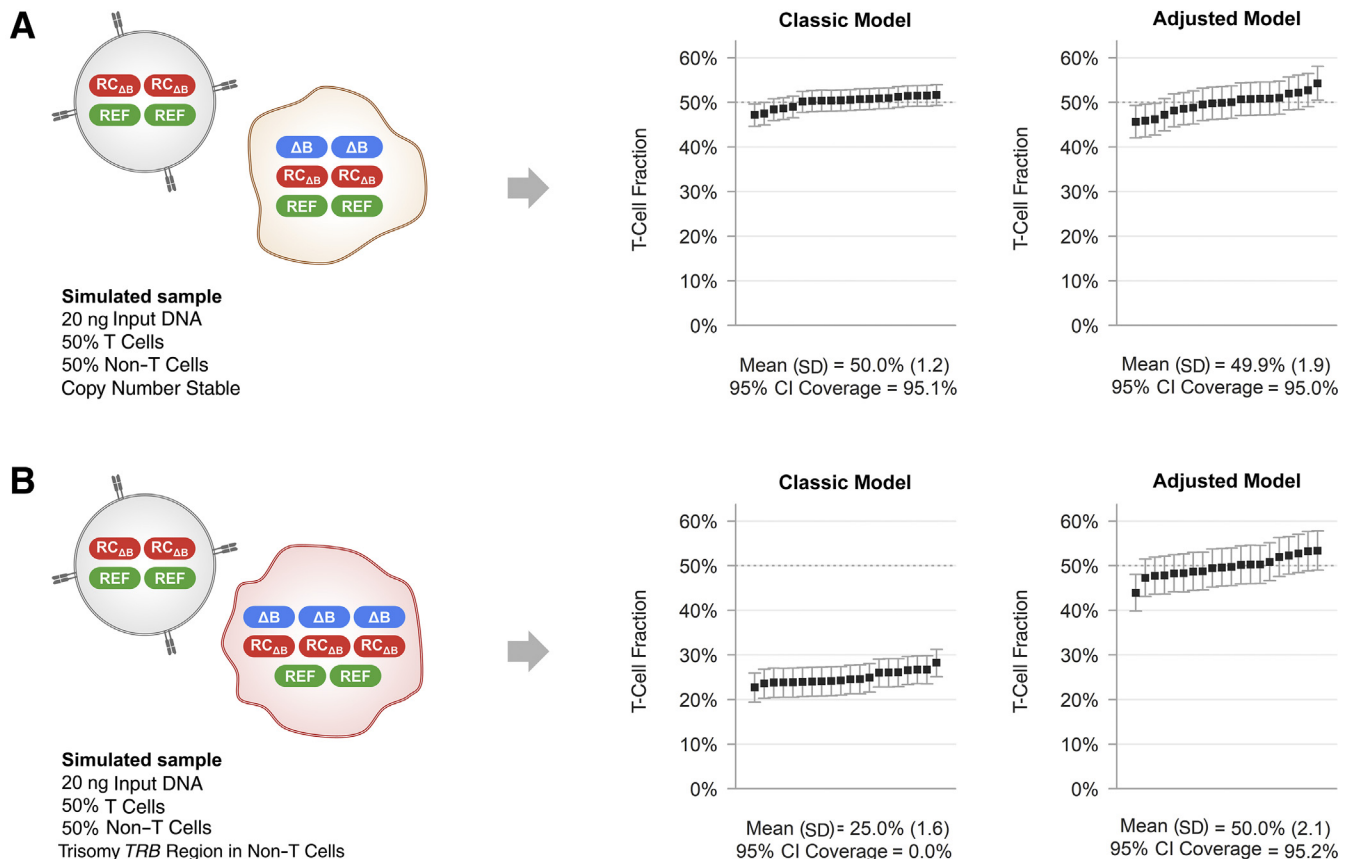 A
RCΔB RCΔB
REF REF
ΔB ΔB
RCΔB RCΔB
REF REF
Simulated sample
20 ng Input DNA
50% T Cells
50% Non−T Cells
Copy Number Stable
Classic Model
T-Cell Fraction
60%
50%
40%
30%
20%
10%
0%
Mean (SD) = 50.0% (1.2)
95% CI Coverage = 95.1%
Adjusted Model
T-Cell Fraction
60%
50%
40%
30%
20%
10%
0%
Mean (SD) = 49.9% (1.9)
95% CI Coverage = 95.0%
B
RCΔB RCΔB
REF REF
ΔB ΔB ΔB
RCΔB RCΔB RCΔB
REF REF
Simulated sample
20 ng Input DNA
50% T Cells
50% Non−T Cells
Trisomy TRB Region in Non−T Cells
Classic Model
T-Cell Fraction
60%
50%
40%
30%
20%
10%
0%
Mean (SD) = 25.0% (1.6)
95% CI Coverage = 0.0%
Adjusted Model
T-Cell Fraction
60%
50%
40%
30%
20%
10%
0%
Mean (SD) = 50.0% (2.1)
95% CI Coverage = 95.2%